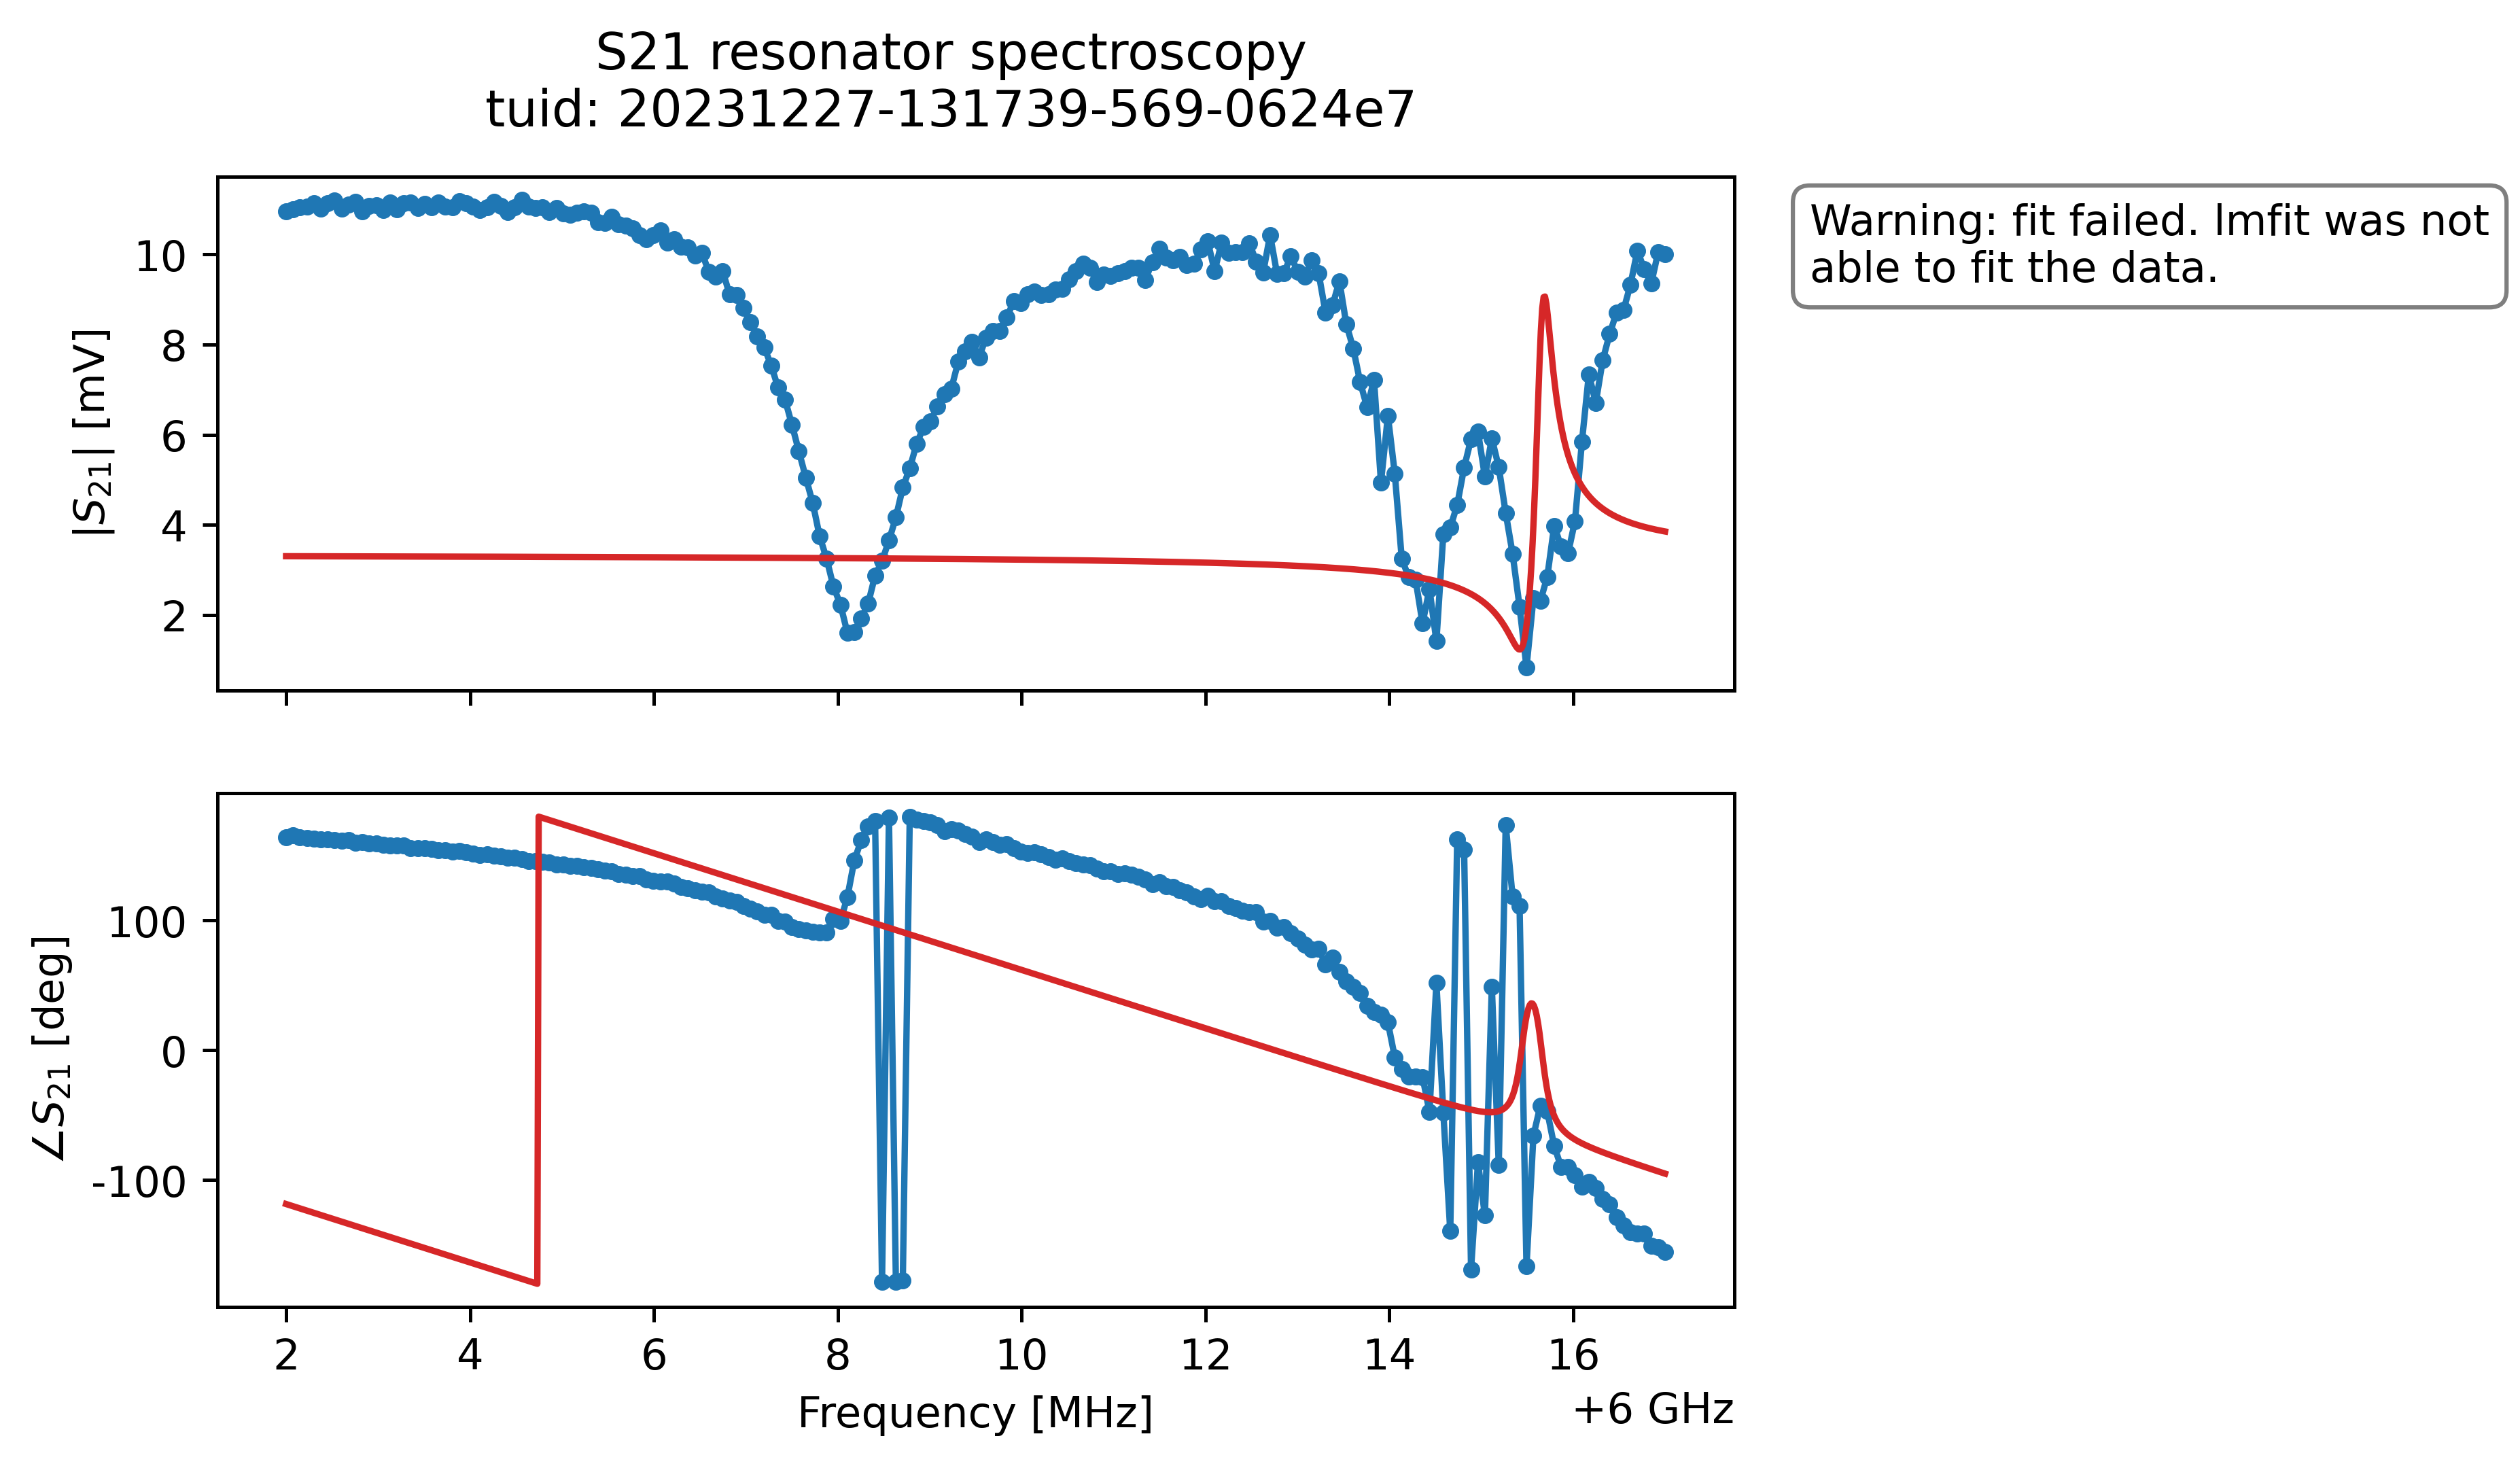 S21 resonator spectroscopy
tuid: 20231227-131739-569-0624e7
Warning: fit failed. lmfit was not
able to fit the data.
|S21| [mV]
10
8
6
4
2
∠S21 [deg]
100
0
-100
2 4 6 8 10 12 14 16
Frequency [MHz]
+6 GHz